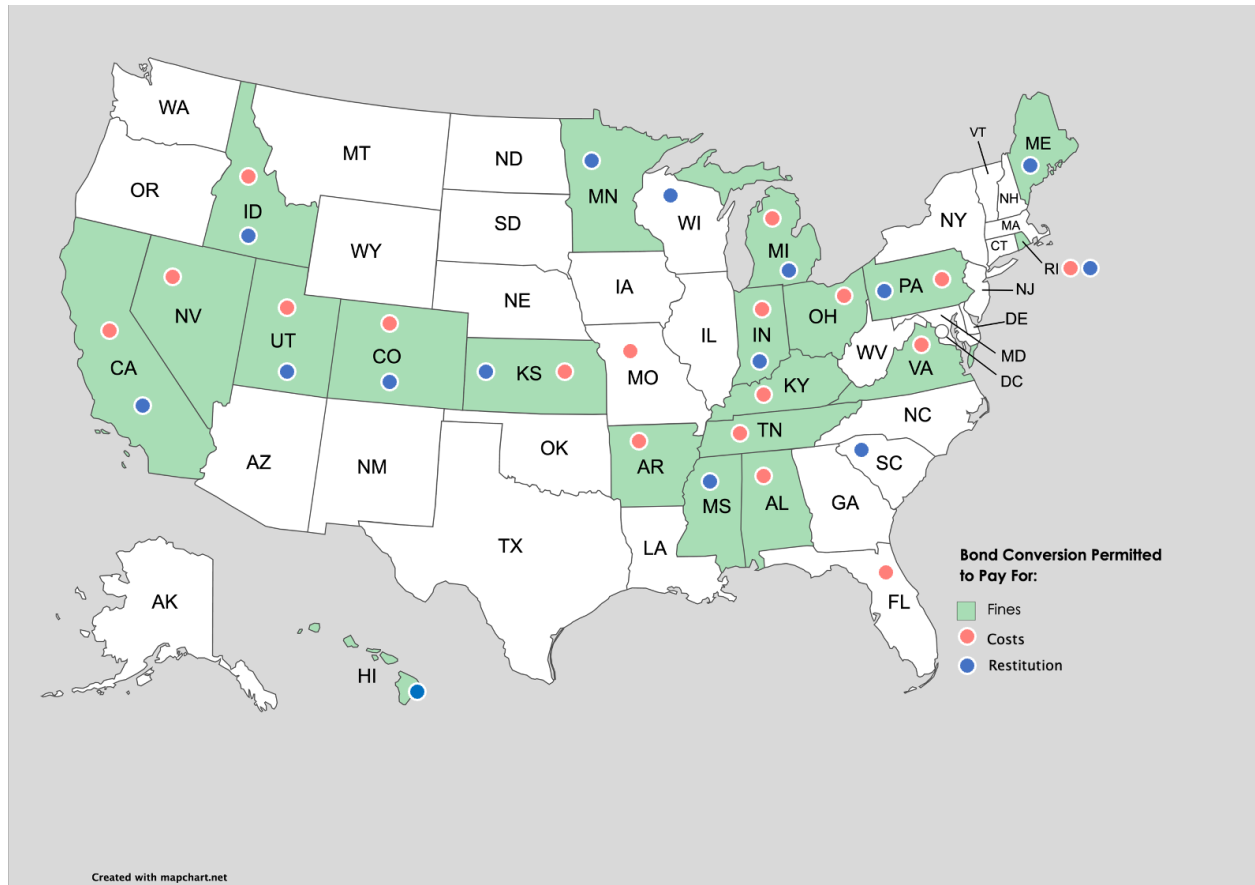 WA
MT
ND
MN
VT
ME
OR
ID
SD
WI
NH
NY
MA
WY
MI
CT
RI
IA
PA
NJ
NE
NV
OH
DE
UT
IL
IN
CO
WV
MD
CA
KS
MO
VA
DC
KY
NC
TN
OK
AZ
NM
AR
SC
MS
AL
GA
TX
LA
Bond Conversion Permitted
to Pay For:
AK
FL
Fines
Costs
Restitution
HI
Created with mapchart.net